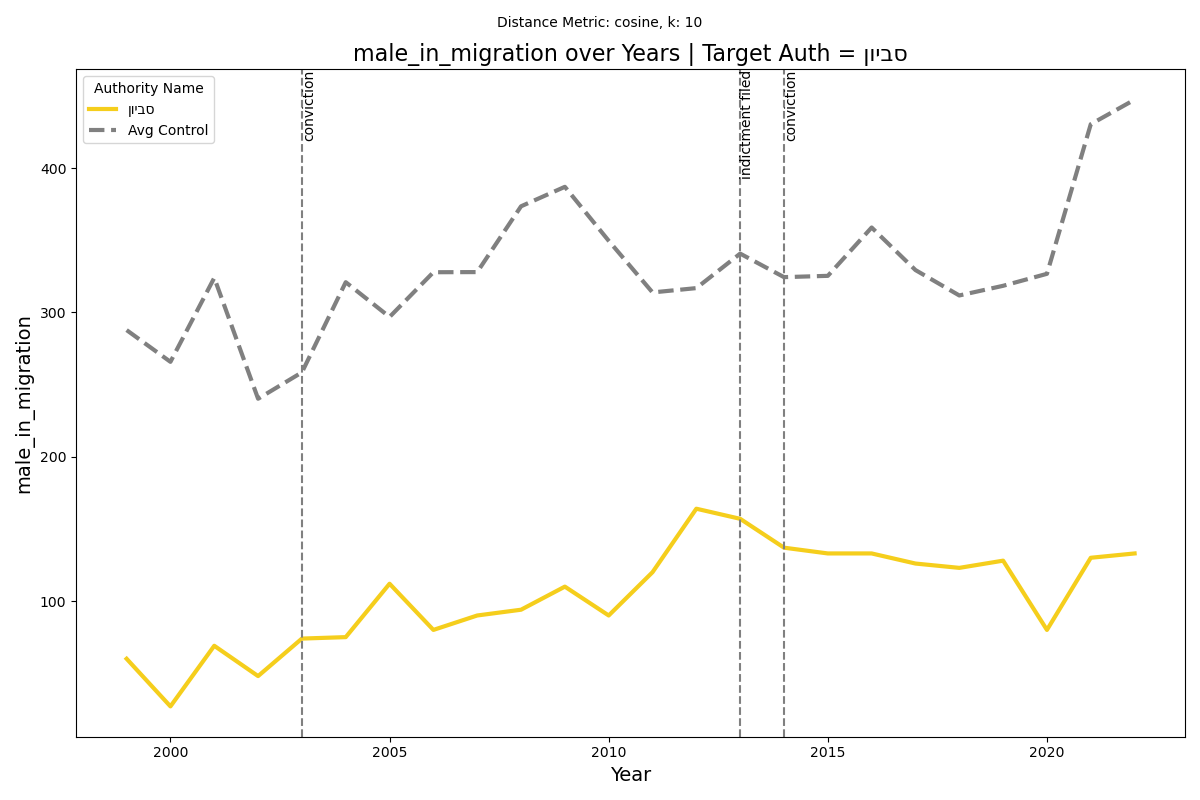 Distance Metric: cosine, k: 10
male_in_migration over Years | Target Auth = סביון
Authority Name
סביון
Avg Control
conviction
indictment filed
conviction
400
300
200
100
male_in_migration
2000
2005
2010
2015
2020
Year